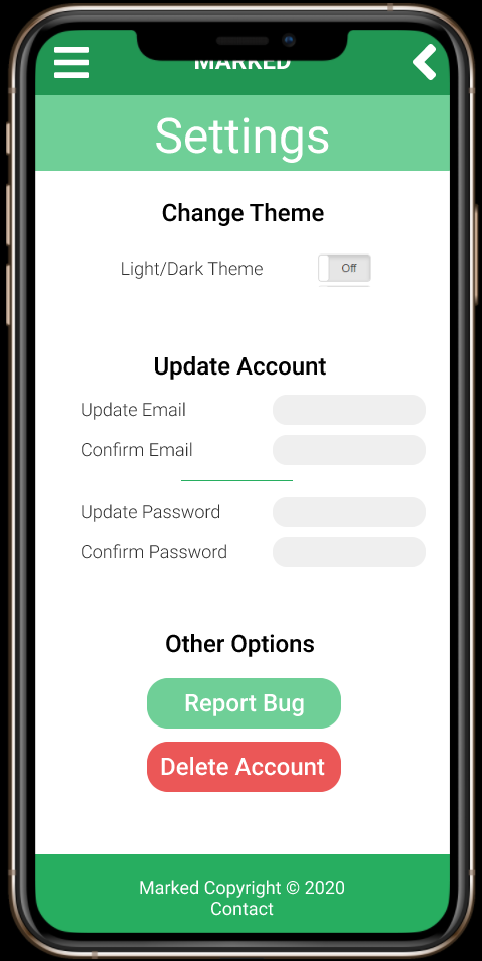 MARKED
Settings
Change Theme
Light/Dark Theme
Off
Update Account
Update Email
Confirm Email
Update Password
Confirm Password
Other Options
Report Bug
Delete Account
Marked Copyright © 2020
Contact